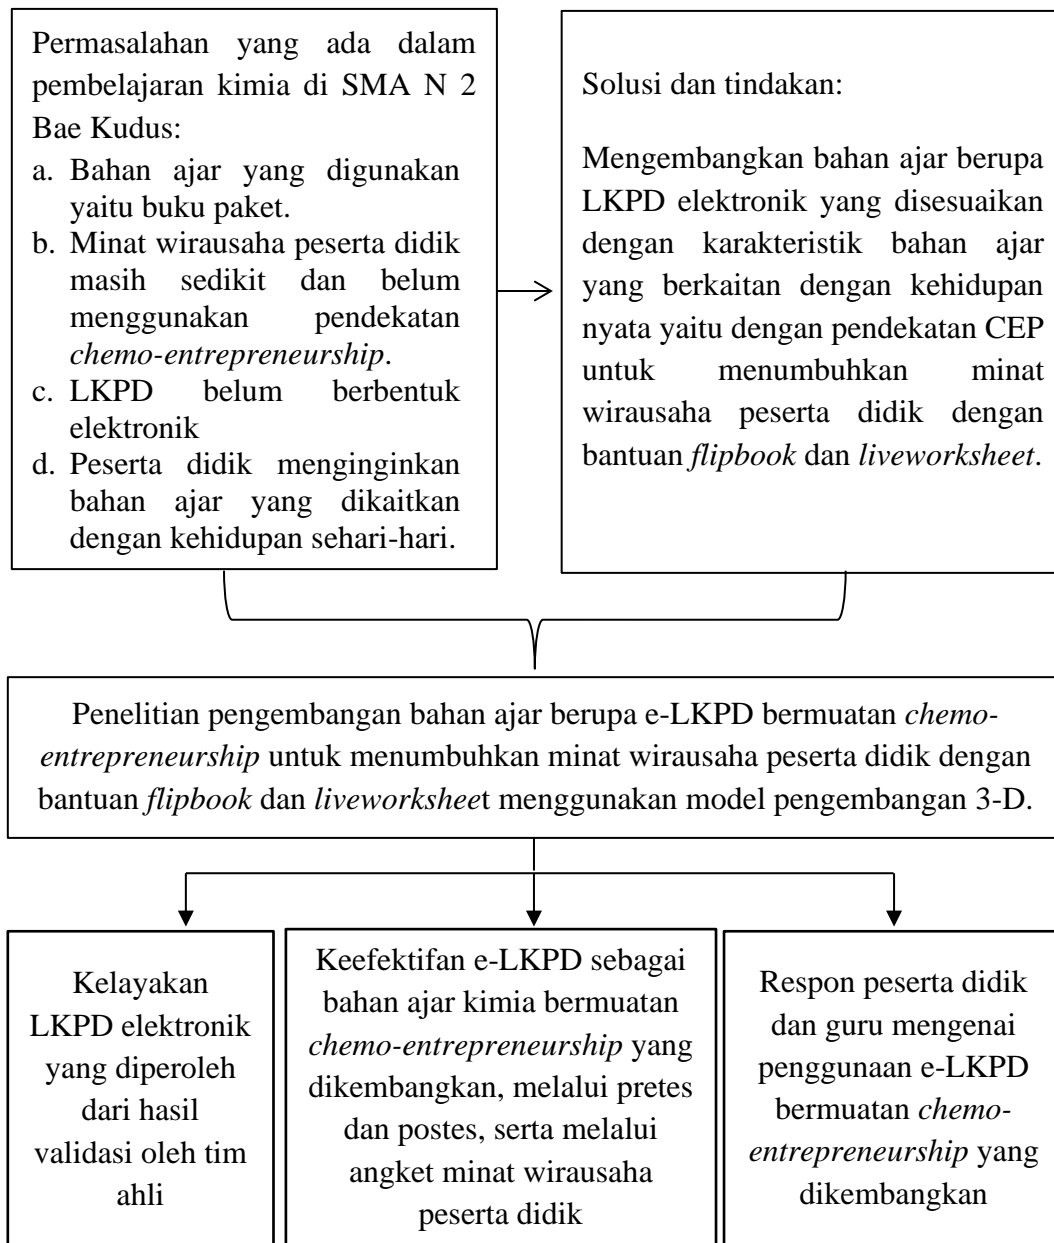 Permasalahan yang ada dalam
pembelajaran kimia di SMA N 2
Bae Kudus:
a. Bahan ajar yang digunakan
yaitu buku paket.
b. Minat wirausaha peserta didik
masih sedikit dan belum
menggunakan pendekatan
chemo-entrepreneurship.
c. LKPD belum berbentuk
elektronik
d. Peserta didik menginginkan
bahan ajar yang dikaitkan
dengan kehidupan sehari-hari.
Solusi dan tindakan:
Mengembangkan bahan ajar berupa
LKPD elektronik yang disesuaikan
dengan karakteristik bahan ajar
yang berkaitan dengan kehidupan
nyata yaitu dengan pendekatan CEP
untuk menumbuhkan minat
wirausaha peserta didik dengan
bantuan flipbook dan liveworksheet.
Penelitian pengembangan bahan ajar berupa e-LKPD bermuatan chemo-
entrepreneurship untuk menumbuhkan minat wirausaha peserta didik dengan
bantuan flipbook dan liveworksheet menggunakan model pengembangan 3-D.
Kelayakan
LKPD elektronik
yang diperoleh
dari hasil
validasi oleh tim
ahli
Keefektifan e-LKPD sebagai
bahan ajar kimia bermuatan
chemo-entrepreneurship yang
dikembangkan, melalui pretes
dan postes, serta melalui
angket minat wirausaha
peserta didik
Respon peserta didik
dan guru mengenai
penggunaan e-LKPD
bermuatan chemo-
entrepreneurship yang
dikembangkan